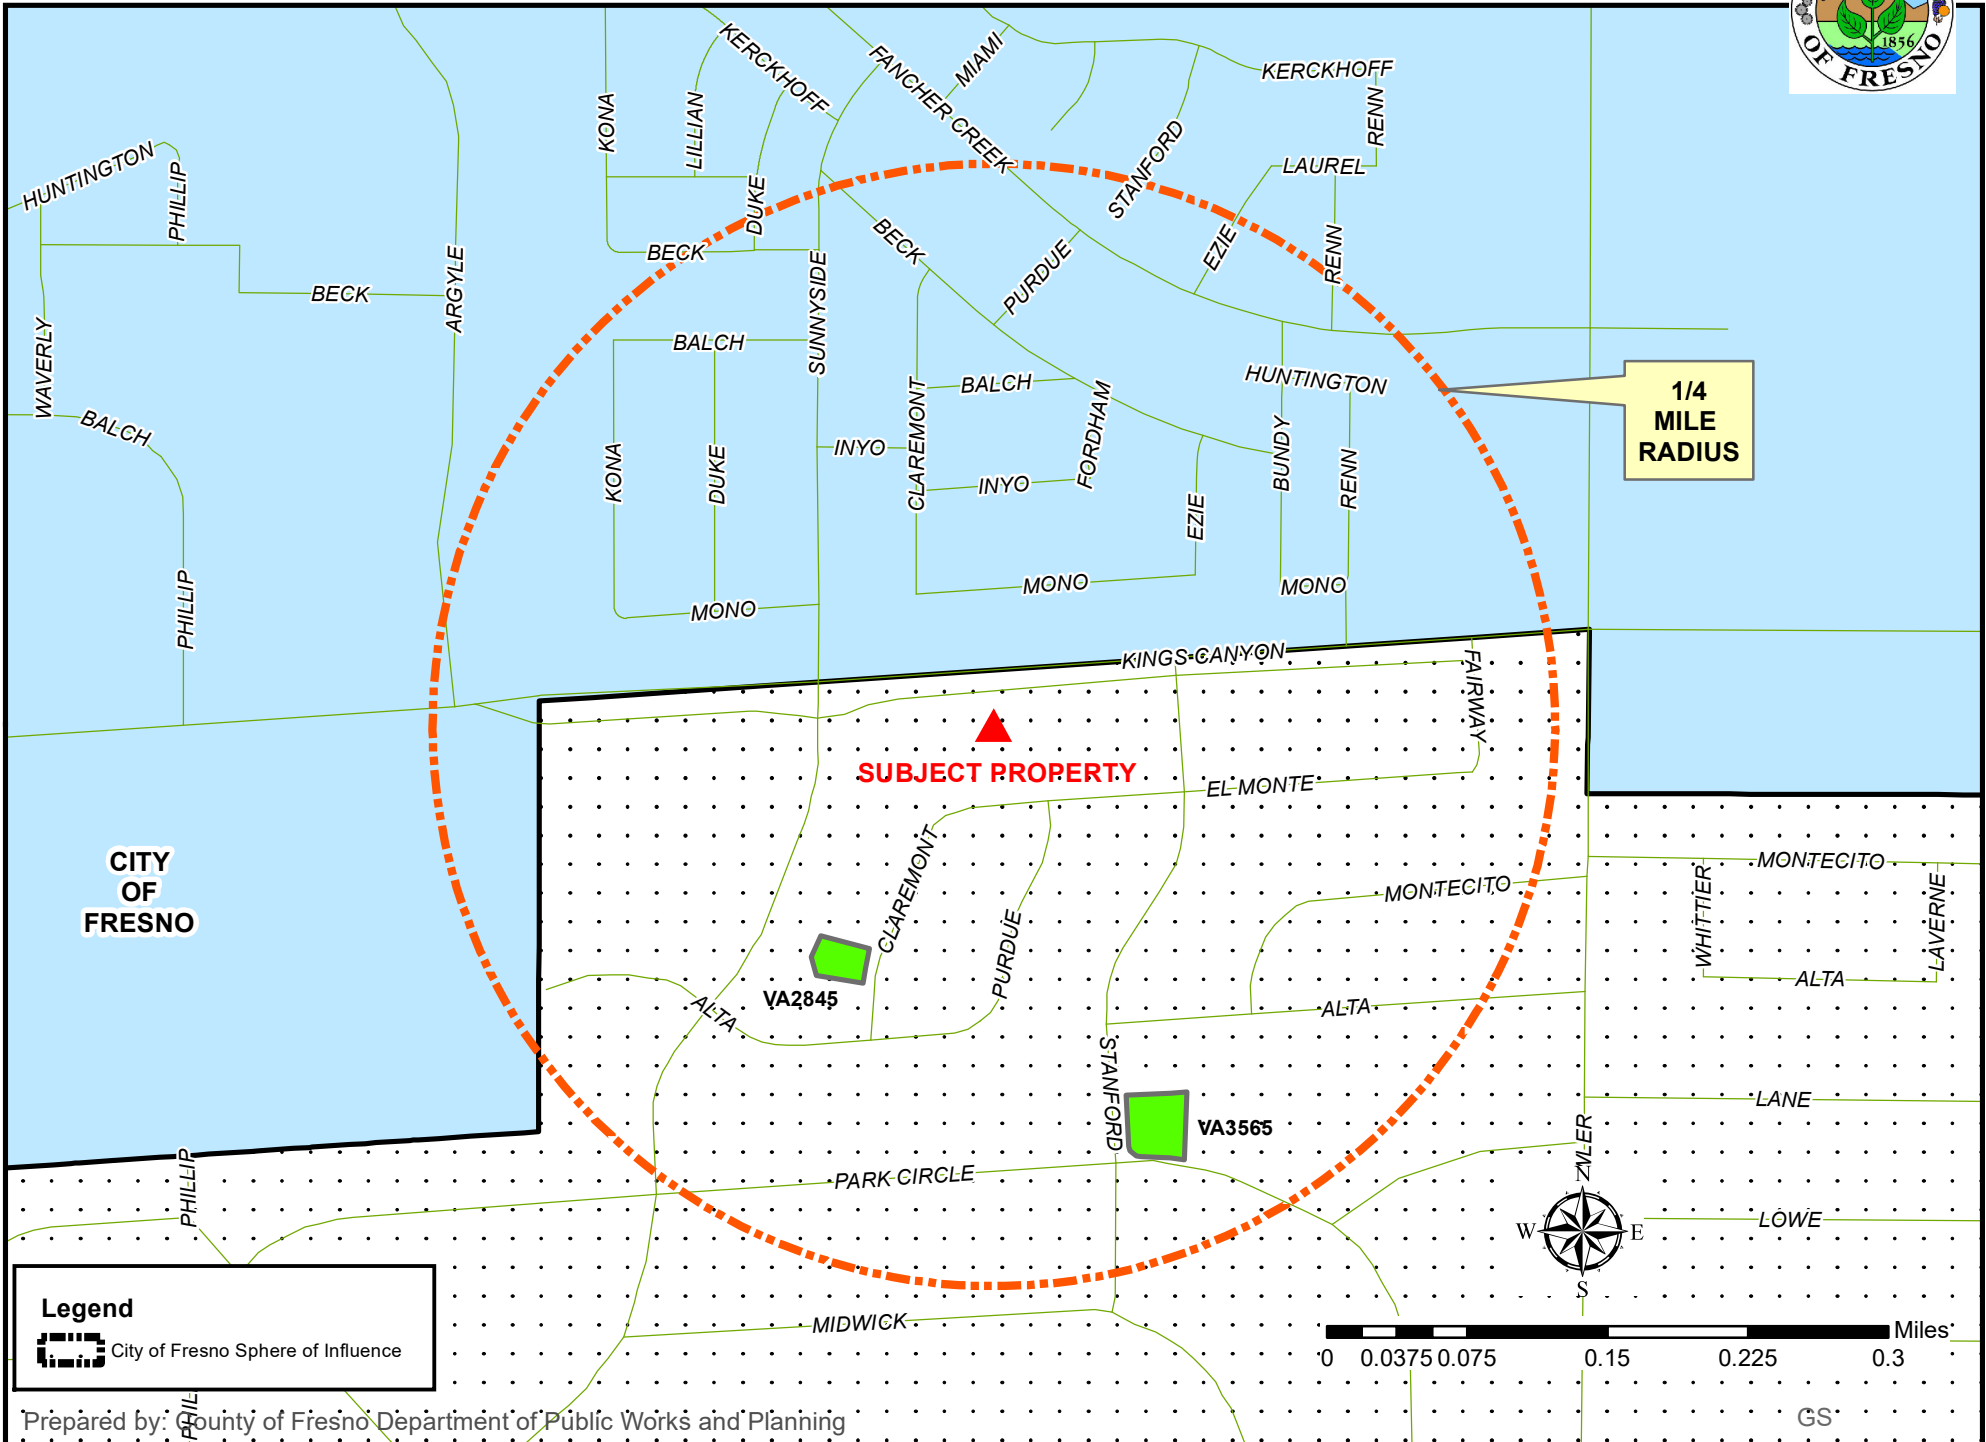 1856
OF FRESNO
KERCKHOFF
FANCHER CREEK
MIAMI
KERCKHOFF
KONA
LILLIAN
RENN
STANFORD
LAUREL
HUNTINGTON
PHILLIP
DUKE
BECK
BECK
EZIE
RENN
PURDUE
ARGYLE
SUNNYSIDE
BECK
WAVERLY
BALCH
BALCH
CLAREMONT
FORDHAM
HUNTINGTON
1/4
MILE
RADIUS
BALCH
INYO
BUNDY
KONA
DUKE
INYO
RENN
EZIE
PHILLIP
MONO
MONO
MONO
KINGS CANYON
FAIRWAY
SUBJECT PROPERTY
EL MONTE
CITY
OF
FRESNO
CLAREMONT
MONTECITO
MONTECITO
WHITTIER
LAVERNE
PURDUE
VA2845
ALTA
ALTA
ALTA
STANFORD
VA3565
LANE
WLER
PARK CIRCLE
PHILLIP
N
W
E
S
LOWE
MIDWICK
Legend
City of Fresno Sphere of Influence
Miles
0 0.0375 0.075 0.15 0.225 0.3
PHIL
Prepared by: County of Fresno Department of Public Works and Planning
GS